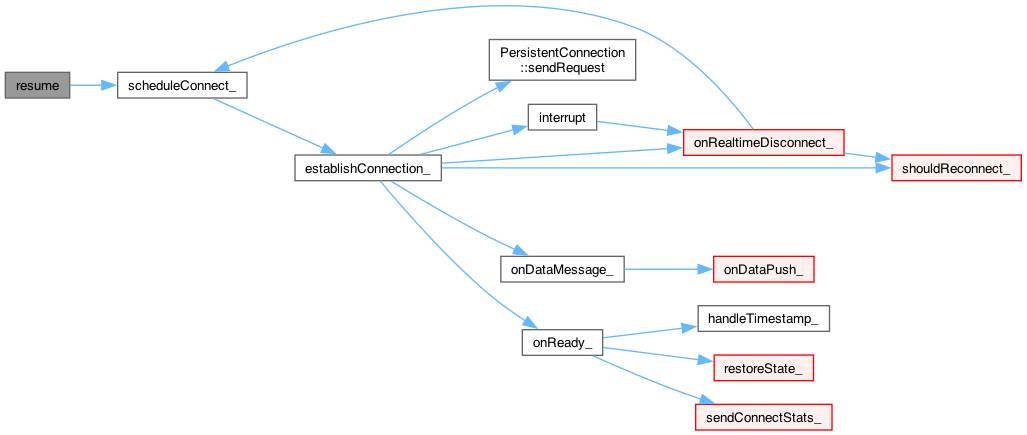 resume
scheduleConnect_
establishConnection_
PersistentConnection
::sendRequest
interrupt
onRealtimeDisconnect_
shouldReconnect_
onDataMessage_
onDataPush_
onReady_
handleTimestamp_
restoreState_
sendConnectStats_